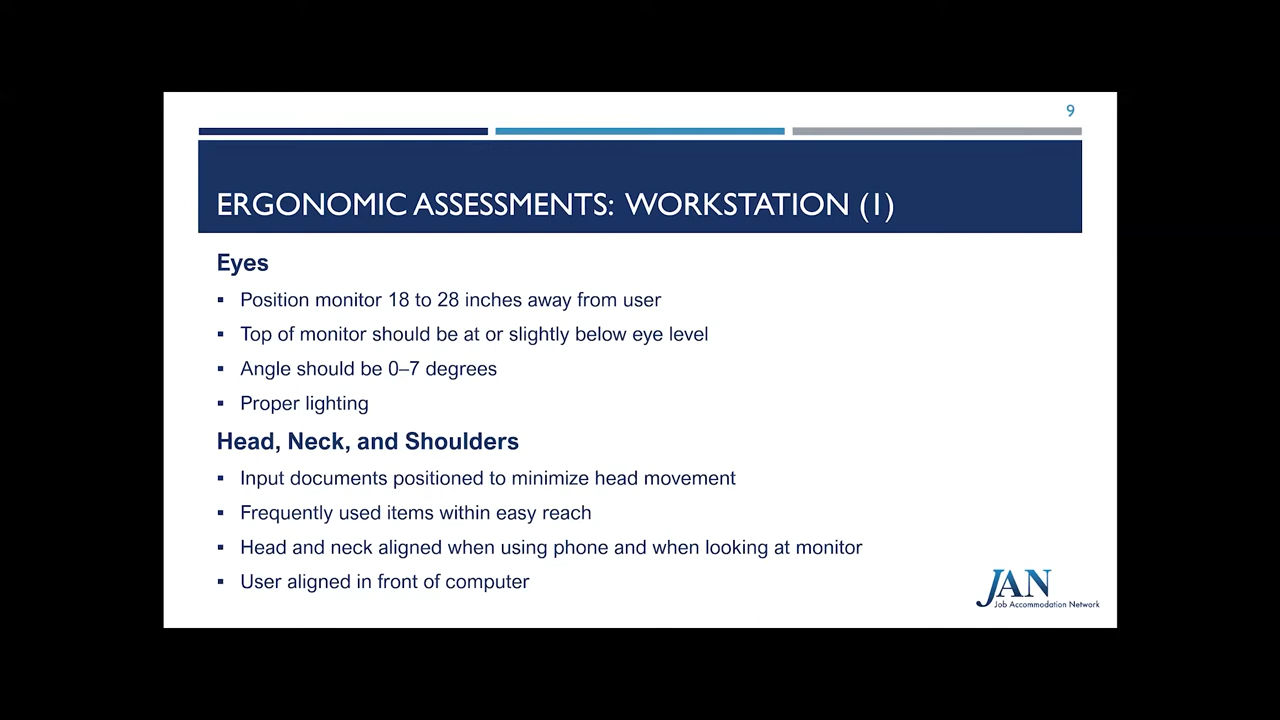 9
ERGONOMIC ASSESSMENTS: WORKSTATION (1)
Eyes
▪ Position monitor 18 to 28 inches away from user
▪ Top of monitor should be at or slightly below eye level
▪ Angle should be 0–7 degrees
▪ Proper lighting
Head, Neck, and Shoulders
▪ Input documents positioned to minimize head movement
▪ Frequently used items within easy reach
▪ Head and neck aligned when using phone and when looking at monitor
▪ User aligned in front of computer
JAN
Job Accommodation Network